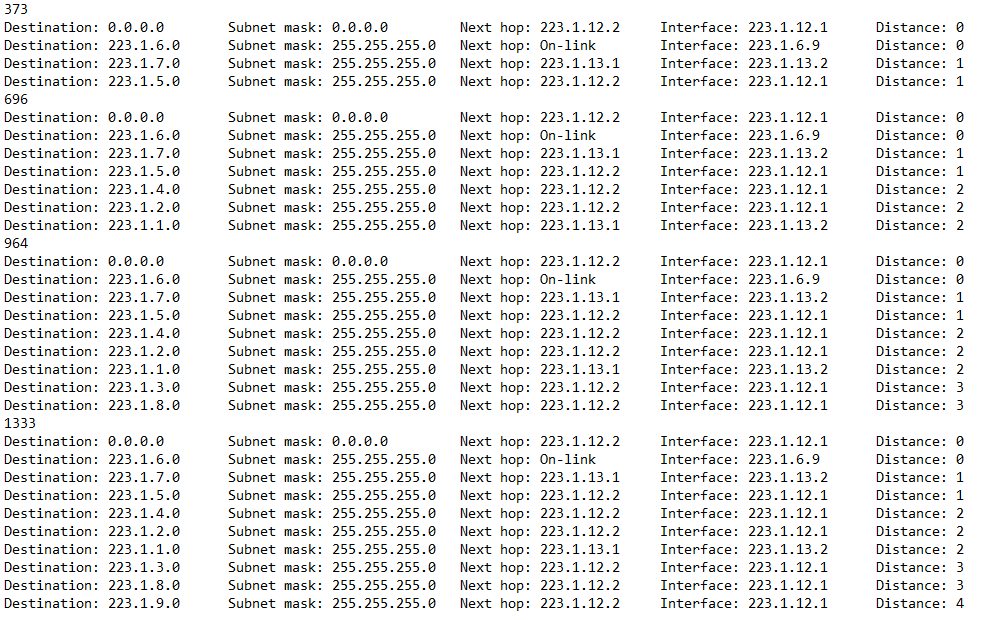 373
Destination: 0.0.0.0 Subnet mask: 0.0.0.0 Next hop: 223.1.12.2 Interface: 223.1.12.1 Distance: 0
Destination: 223.1.6.0 Subnet mask: 255.255.255.0 Next hop: On-link Interface: 223.1.6.9 Distance: 0
Destination: 223.1.7.0 Subnet mask: 255.255.255.0 Next hop: 223.1.13.1 Interface: 223.1.13.2 Distance: 1
Destination: 223.1.5.0 Subnet mask: 255.255.255.0 Next hop: 223.1.12.2 Interface: 223.1.12.1 Distance: 1
696
Destination: 0.0.0.0 Subnet mask: 0.0.0.0 Next hop: 223.1.12.2 Interface: 223.1.12.1 Distance: 0
Destination: 223.1.6.0 Subnet mask: 255.255.255.0 Next hop: On-link Interface: 223.1.6.9 Distance: 0
Destination: 223.1.7.0 Subnet mask: 255.255.255.0 Next hop: 223.1.13.1 Interface: 223.1.13.2 Distance: 1
Destination: 223.1.5.0 Subnet mask: 255.255.255.0 Next hop: 223.1.12.2 Interface: 223.1.12.1 Distance: 1
Destination: 223.1.4.0 Subnet mask: 255.255.255.0 Next hop: 223.1.12.2 Interface: 223.1.12.1 Distance: 2
Destination: 223.1.2.0 Subnet mask: 255.255.255.0 Next hop: 223.1.12.2 Interface: 223.1.12.1 Distance: 2
Destination: 223.1.1.0 Subnet mask: 255.255.255.0 Next hop: 223.1.13.1 Interface: 223.1.13.2 Distance: 2
964
Destination: 0.0.0.0 Subnet mask: 0.0.0.0 Next hop: 223.1.12.2 Interface: 223.1.12.1 Distance: 0
Destination: 223.1.6.0 Subnet mask: 255.255.255.0 Next hop: On-link Interface: 223.1.6.9 Distance: 0
Destination: 223.1.7.0 Subnet mask: 255.255.255.0 Next hop: 223.1.13.1 Interface: 223.1.13.2 Distance: 1
Destination: 223.1.5.0 Subnet mask: 255.255.255.0 Next hop: 223.1.12.2 Interface: 223.1.12.1 Distance: 1
Destination: 223.1.4.0 Subnet mask: 255.255.255.0 Next hop: 223.1.12.2 Interface: 223.1.12.1 Distance: 2
Destination: 223.1.2.0 Subnet mask: 255.255.255.0 Next hop: 223.1.12.2 Interface: 223.1.12.1 Distance: 2
Destination: 223.1.1.0 Subnet mask: 255.255.255.0 Next hop: 223.1.13.1 Interface: 223.1.13.2 Distance: 2
Destination: 223.1.3.0 Subnet mask: 255.255.255.0 Next hop: 223.1.12.2 Interface: 223.1.12.1 Distance: 3
Destination: 223.1.8.0 Subnet mask: 255.255.255.0 Next hop: 223.1.12.2 Interface: 223.1.12.1 Distance: 3
1333
Destination: 0.0.0.0 Subnet mask: 0.0.0.0 Next hop: 223.1.12.2 Interface: 223.1.12.1 Distance: 0
Destination: 223.1.6.0 Subnet mask: 255.255.255.0 Next hop: On-link Interface: 223.1.6.9 Distance: 0
Destination: 223.1.7.0 Subnet mask: 255.255.255.0 Next hop: 223.1.13.1 Interface: 223.1.13.2 Distance: 1
Destination: 223.1.5.0 Subnet mask: 255.255.255.0 Next hop: 223.1.12.2 Interface: 223.1.12.1 Distance: 1
Destination: 223.1.4.0 Subnet mask: 255.255.255.0 Next hop: 223.1.12.2 Interface: 223.1.12.1 Distance: 2
Destination: 223.1.2.0 Subnet mask: 255.255.255.0 Next hop: 223.1.12.2 Interface: 223.1.12.1 Distance: 2
Destination: 223.1.1.0 Subnet mask: 255.255.255.0 Next hop: 223.1.13.1 Interface: 223.1.13.2 Distance: 2
Destination: 223.1.3.0 Subnet mask: 255.255.255.0 Next hop: 223.1.12.2 Interface: 223.1.12.1 Distance: 3
Destination: 223.1.8.0 Subnet mask: 255.255.255.0 Next hop: 223.1.12.2 Interface: 223.1.12.1 Distance: 3
Destination: 223.1.9.0 Subnet mask: 255.255.255.0 Next hop: 223.1.12.2 Interface: 223.1.12.1 Distance: 4